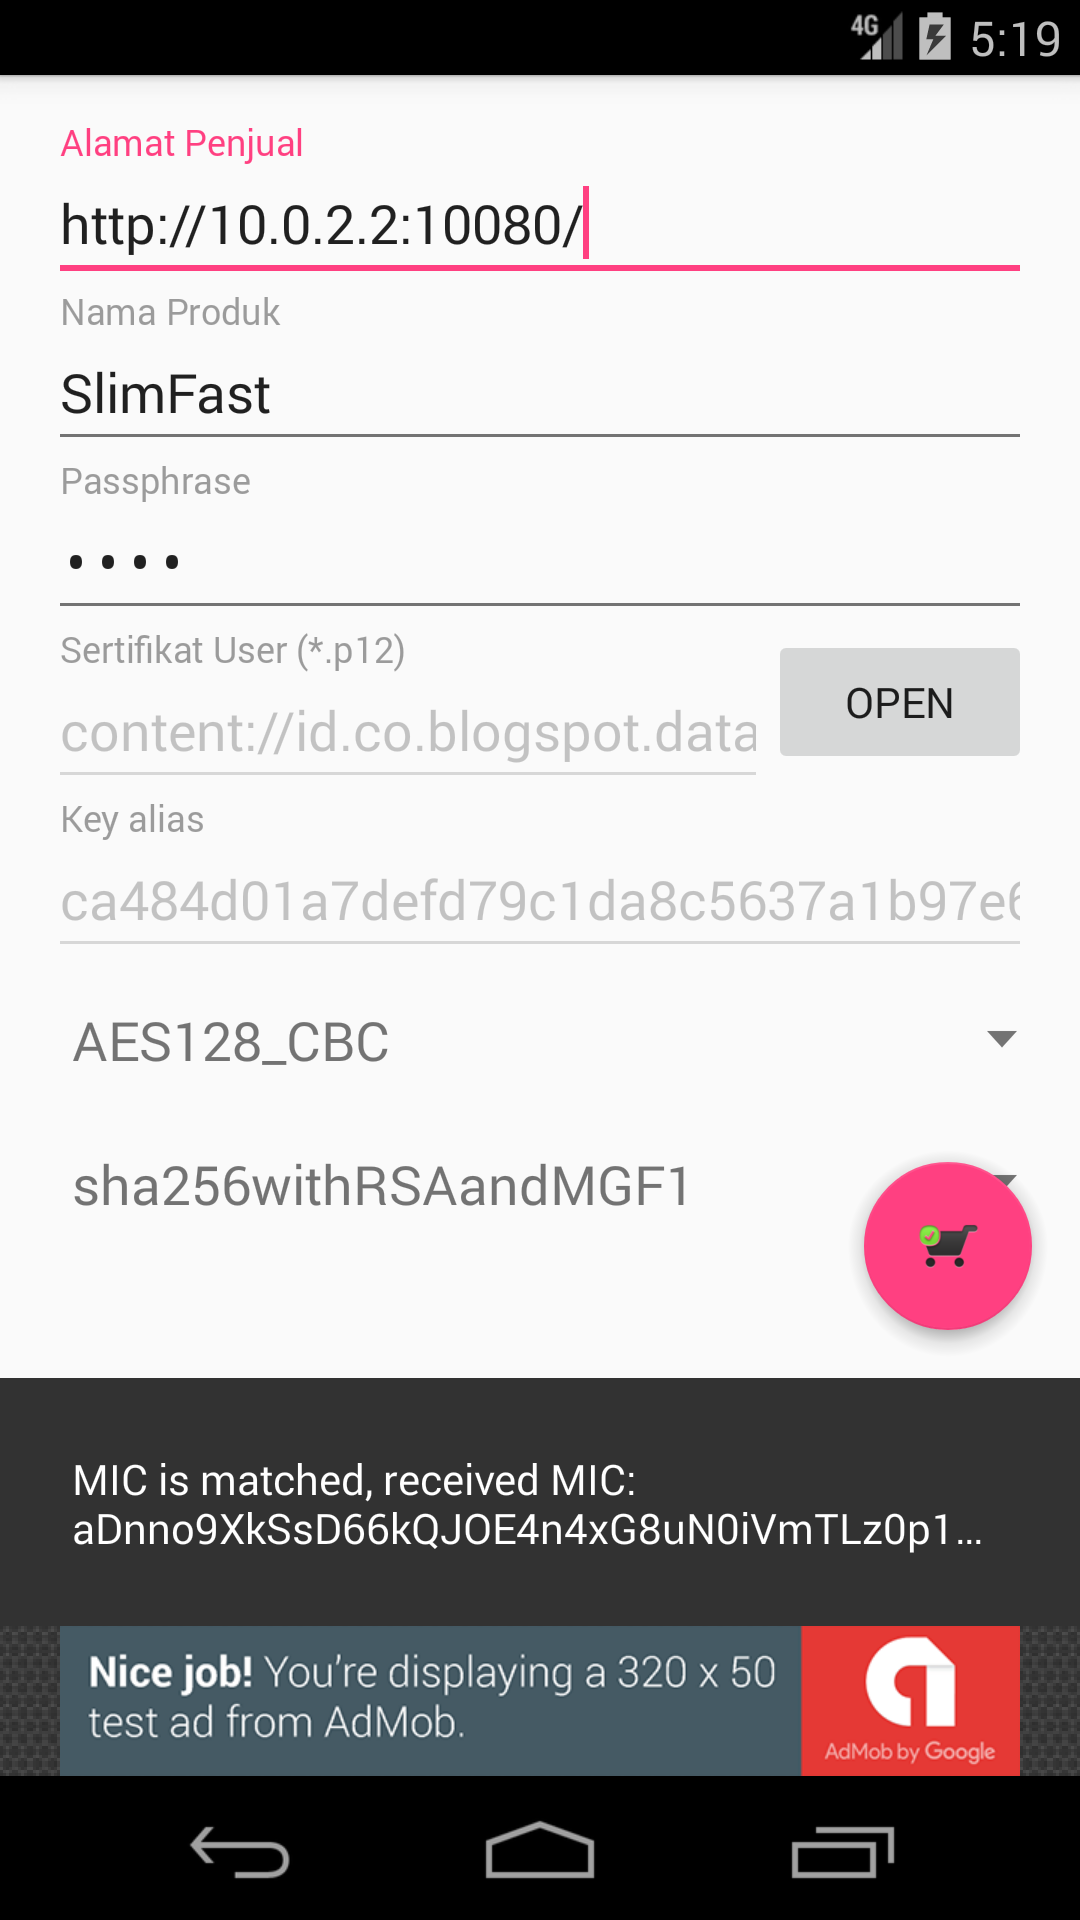 4G 5:19
Alamat Penjual
http://10.0.2.2:10080/
Nama Produk
SlimFast
Passphrase
••••
Sertifikat User (*.p12)
content://id.co.blogspot.data
OPEN
Key alias
ca484d01a7defd79c1da8c5637a1b97e6
AES128_CBC
sha256withRSAandMGF1
MIC is matched, received MIC:
aDnno9XkSsD66kQJOE4n4xG8uN0iVmTLz0p1...
Nice job! You're displaying a 320 x 50
test ad from AdMob.
AdMob by Google